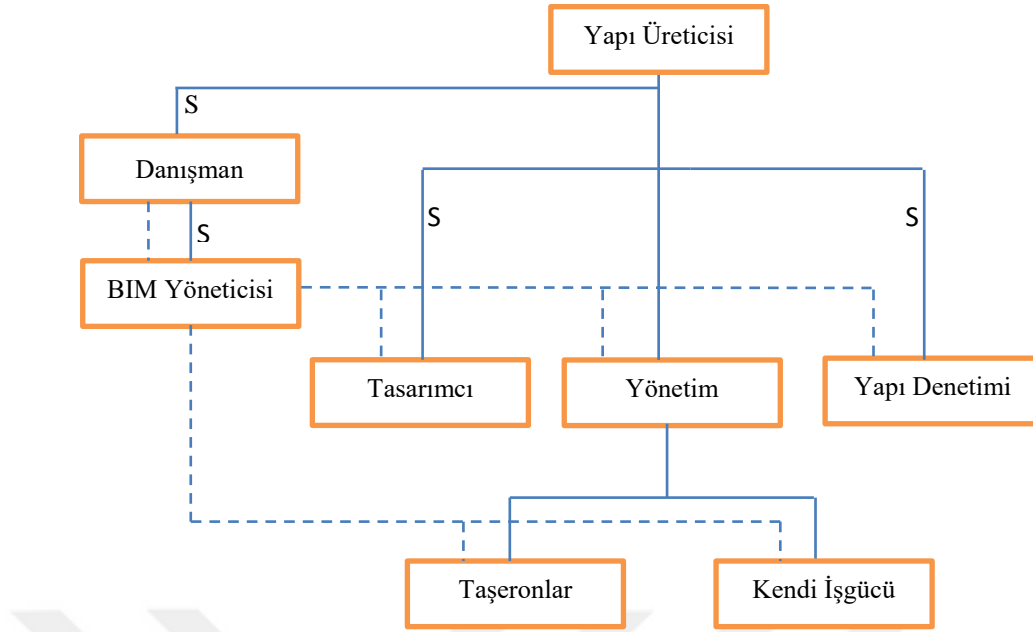 Yapı Üreticisi
S
Danışman
S
S
S
BIM Yöneticisi
Tasarımcı
Yönetim
Yapı Denetimi
Taşeronlar
Kendi İşgücü